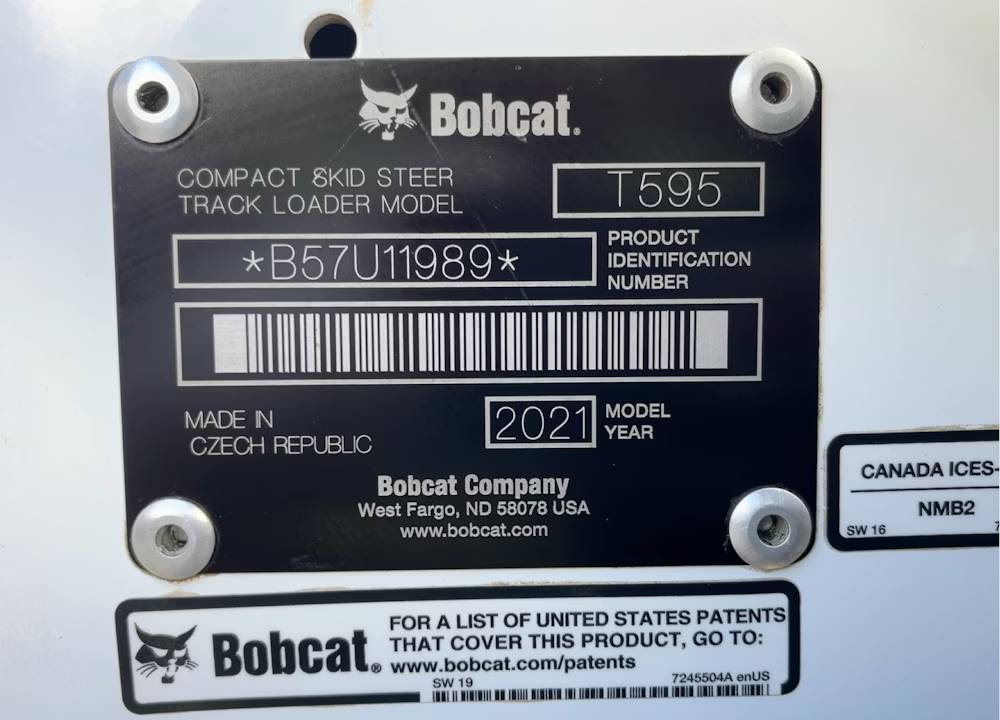 Bobcat.
COMPACT SKID STEER
TRACK LOADER MODEL
T595
*B57U11989*
PRODUCT
IDENTIFICATION
NUMBER
MADE IN
CZECH REPUBLIC
2021
MODEL
YEAR
Bobcat Company
West Fargo, ND 58078 USA
www.bobcat.com
CANADA ICES-
NMB2
SW 16
7
Bobcat®
FOR A LIST OF UNITED STATES PATENTS
THAT COVER THIS PRODUCT, GO TO:
www.bobcat.com/patents
SW 19
7245504A enUS